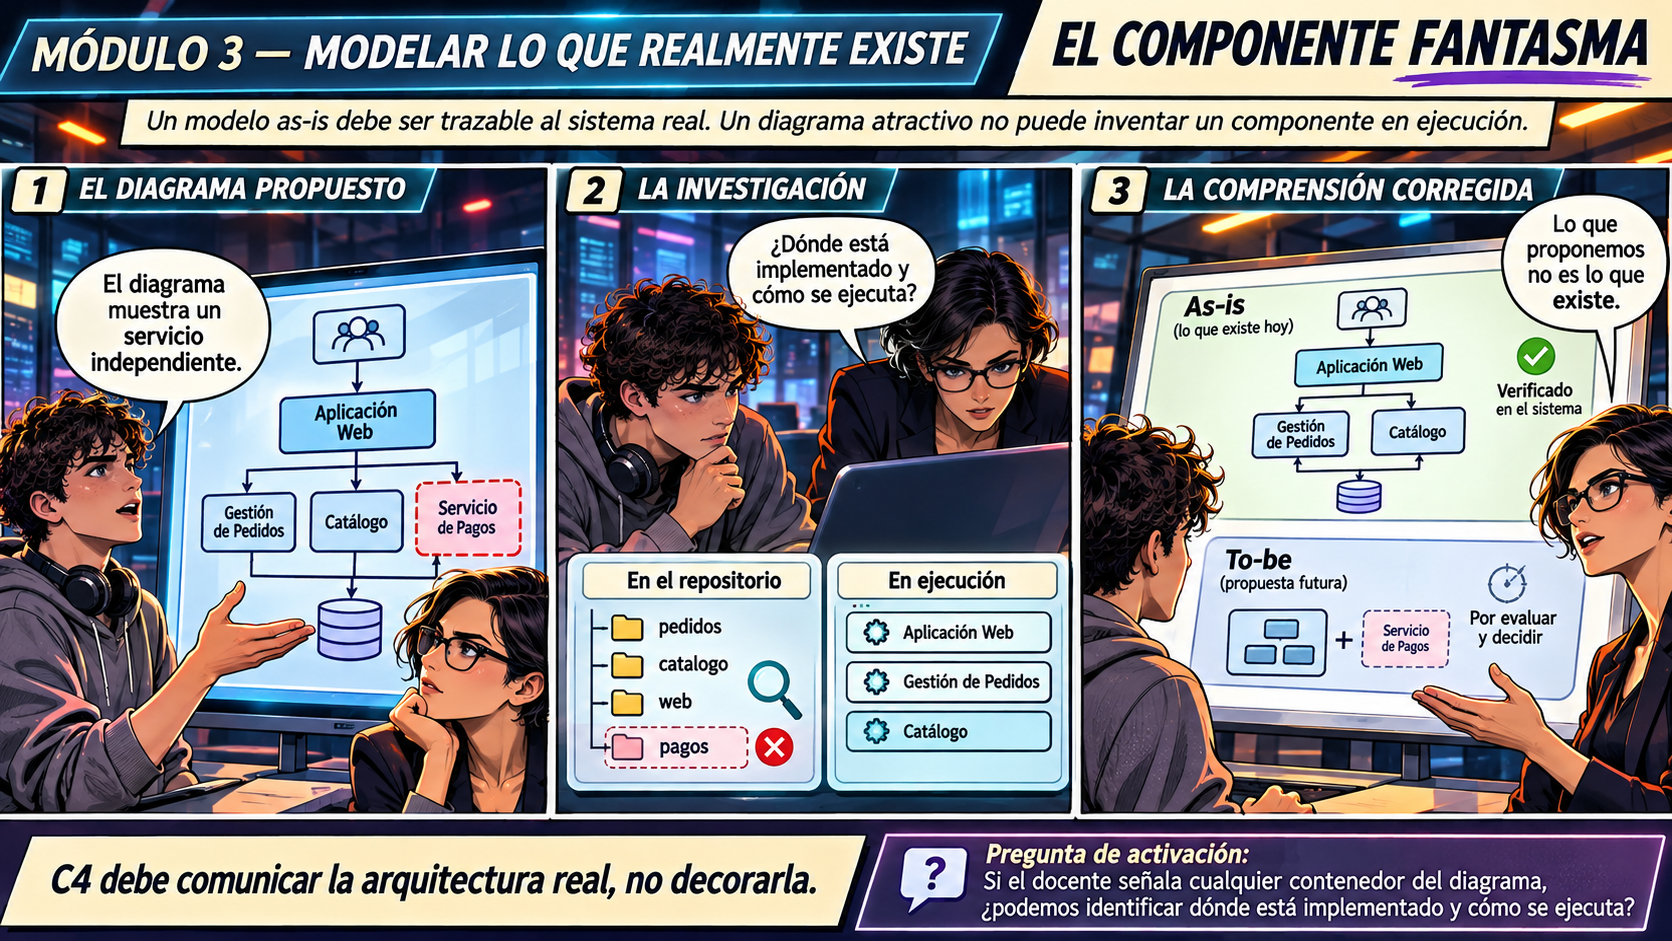 MÓDULO 3 — MODELAR LO QUE REALMENTE EXISTE
EL COMPONENTE FANTASMA
Un modelo as-is debe ser trazable al sistema real. Un diagrama atractivo no puede inventar un componente en ejecución.
1 EL DIAGRAMA PROPUESTO
El diagrama
muestra un
servicio
independiente.
Aplicación
Web
Gestión
de Pedidos
Catálogo
Servicio
de Pagos
2 LA INVESTIGACIÓN
¿Dónde está
implementado y
cómo se ejecuta?
En el repositorio
pedidos
catalogo
web
pagos
En ejecución
Aplicación Web
Gestión de Pedidos
Catálogo
3 LA COMPRENSIÓN CORREGIDA
Lo que
proponemos
no es lo que
existe.
As-is
(lo que existe hoy)
Aplicación Web
Gestión
de Pedidos
Catálogo
Verificado
en el sistema
To-be
(propuesta futura)
+
Servicio
de Pagos
Por evaluar
y decidir
C4 debe comunicar la arquitectura real, no decorarla.
?
Pregunta de activación:
Si el docente señala cualquier contenedor del diagrama,
¿podemos identificar dónde está implementado y cómo se ejecuta?